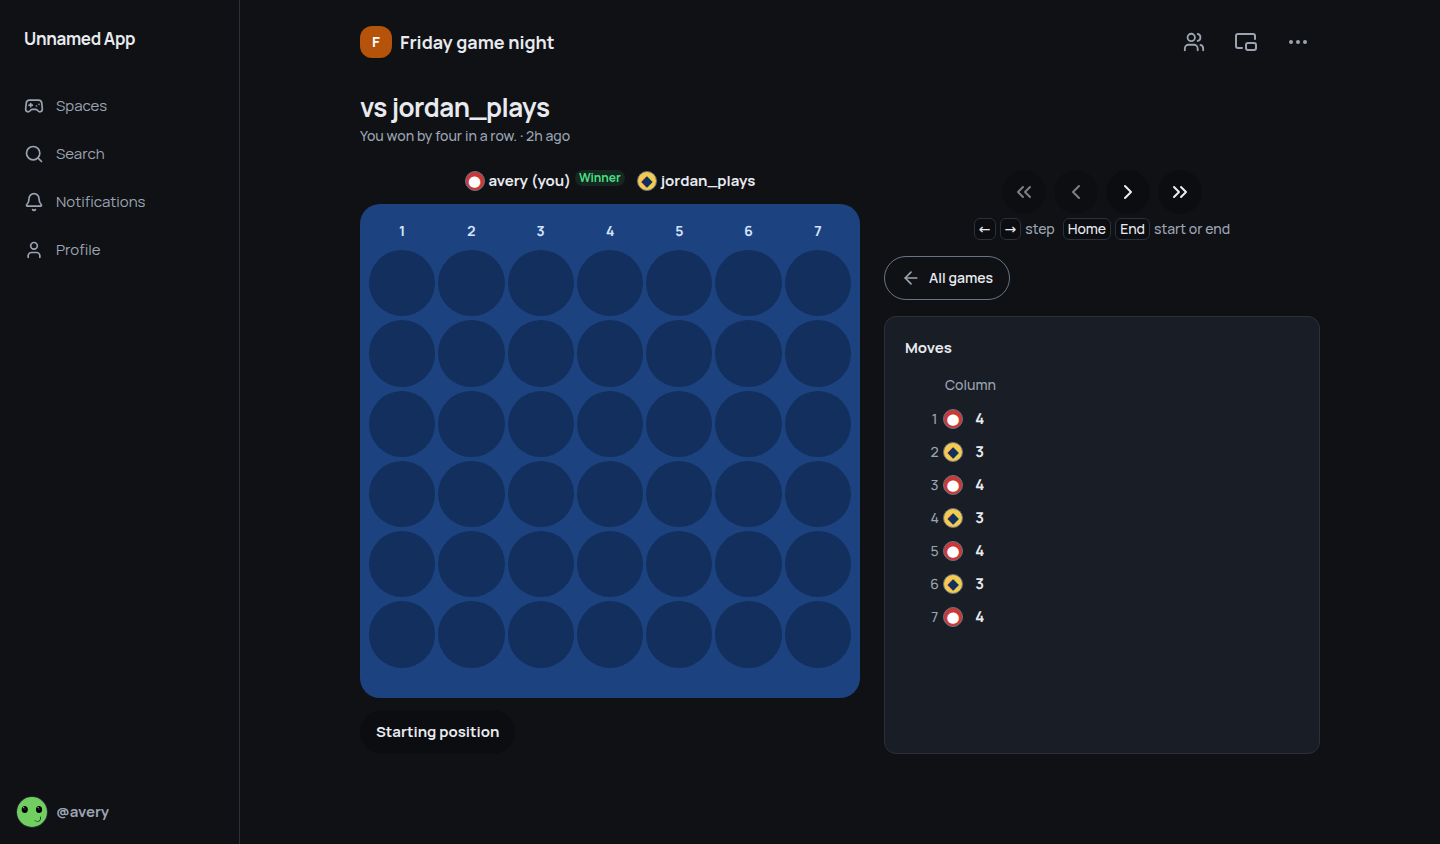 Unnamed App
Spaces
Search
Notifications
Profile
@avery
F Friday game night
vs jordan_plays
You won by four in a row. · 2h ago
avery (you) Winner jordan_plays
1 2 3 4 5 6 7
Starting position
← → step Home End start or end
← All games
Moves
Column
1 4
2 3
3 4
4 3
5 4
6 3
7 4